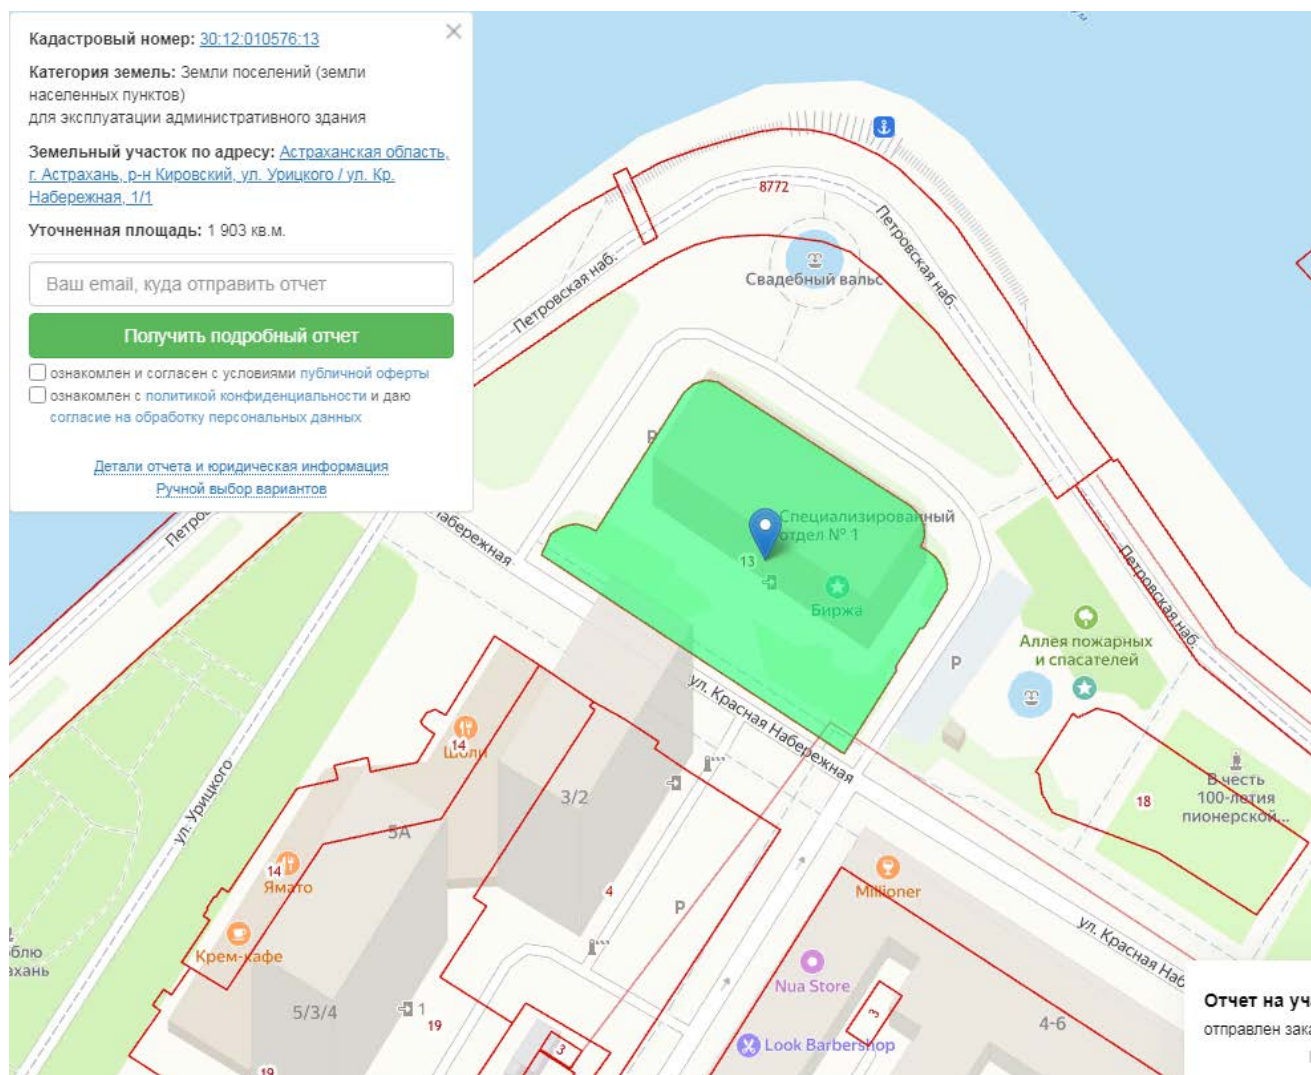 Кадастровый номер: 30:12:010576:13
Категория земель: Земли поселений (земли
населенных пунктов)
для эксплуатации административного здания
Земельный участок по адресу: Астраханская область,
г. Астрахань, р-н Кировский, ул. Урицкого / ул. Кр.
Набережная, 1/1
Уточненная площадь: 1 903 кв.м.
Ваш email, куда отправить отчет
Получить подробный отчет
ознакомлен и согласен с условиями публичной оферты
ознакомлен с политикой конфиденциальности и даю
согласие на обработку персональных данных
Детали отчета и юридическая информация
Ручной выбор вариантов
8772
Петровская наб.
Петровская наб.
Свадебный вальс
P
Специализированный
отдел № 1
13
Биржа
Набережная
Петро
Петровская наб.
Аллея пожарных
и спасателей
P
ул. Красная Набережная
14
Шоли
3/2
5А
ул. Урицкого
В честь
100-летия
пионерской...
18
14
Ямато
4
P
Millioner
Крем-кафе
ул. Красная Наб
блю
ахань
Nua Store
3
5/3/4
1
19
4-6
Look Barbershop
3
19
Отчет на уч
отправлен зака